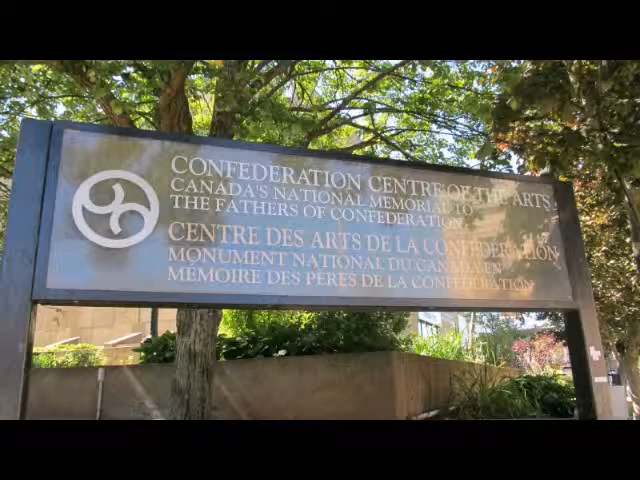 CONFEDERATION CENTRE OF THE ARTS
CANADA'S NATIONAL MEMORIAL TO
THE FATHERS OF CONFEDERATION
CENTRE DES ARTS DE LA CONFÉDÉRATION
MONUMENT NATIONAL DU CANADA EN
MÉMOIRE DES PÈRES DE LA CONFÉDÉRATION